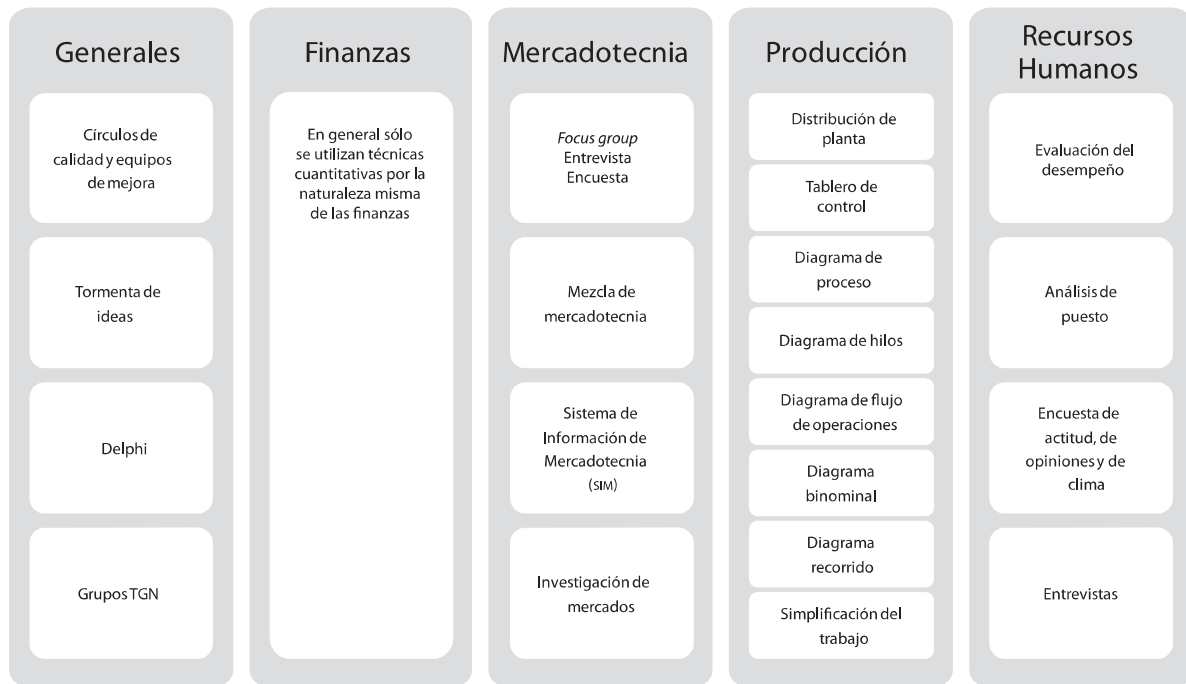 Generales
Círculos de
calidad y equipos
de mejora
Tormenta de
ideas
Delphi
Grupos TGN
Finanzas
En general sólo
se utilizan técnicas
cuantitativas por la
naturaleza misma
de las finanzas
Mercadotecnia
Focus group
Entrevista
Encuesta
Mezcla de
mercadotecnia
Sistema de
Información de
Mercadotecnia
(SIM)
Investigación de
mercados
Producción
Distribución de
planta
Tablero de
control
Diagrama de
proceso
Diagrama de hilos
Diagrama de flujo
de operaciones
Diagrama
binominal
Diagrama
recorrido
Simplificación del
trabajo
Recursos
Humanos
Evaluación del
desempeño
Análisis de
puesto
Encuesta de
actitud, de
opiniones y de
clima
Entrevistas